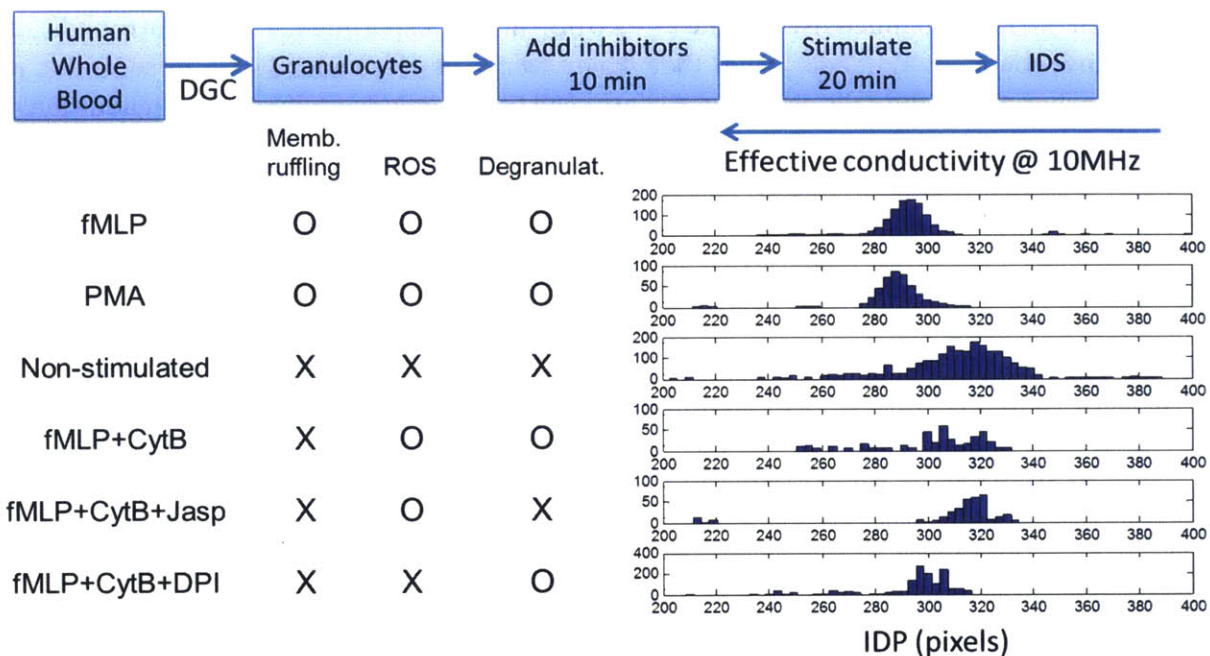 Human
Whole
Blood
DGC
Granulocytes
Add inhibitors
10 min
Stimulate
20 min
IDS
Memb.
ruffling
ROS
Degranulat.
Effective conductivity @ 10MHz
fMLP
O O O
200
100
0
200 220 240 260 280 300 320 340 360 380 400
PMA
O O O
100
50
0
200 220 240 260 280 300 320 340 360 380 400
Non-stimulated
X X X
200
100
0
200 220 240 260 280 300 320 340 360 380 400
fMLP+CytB
X O O
100
50
0
200 220 240 260 280 300 320 340 360 380 400
fMLP+CytB+Jasp
X O X
100
50
0
200 220 240 260 280 300 320 340 360 380 400
fMLP+CytB+DPI
X X O
400
200
0
200 220 240 260 280 300 320 340 360 380 400
IDP (pixels)